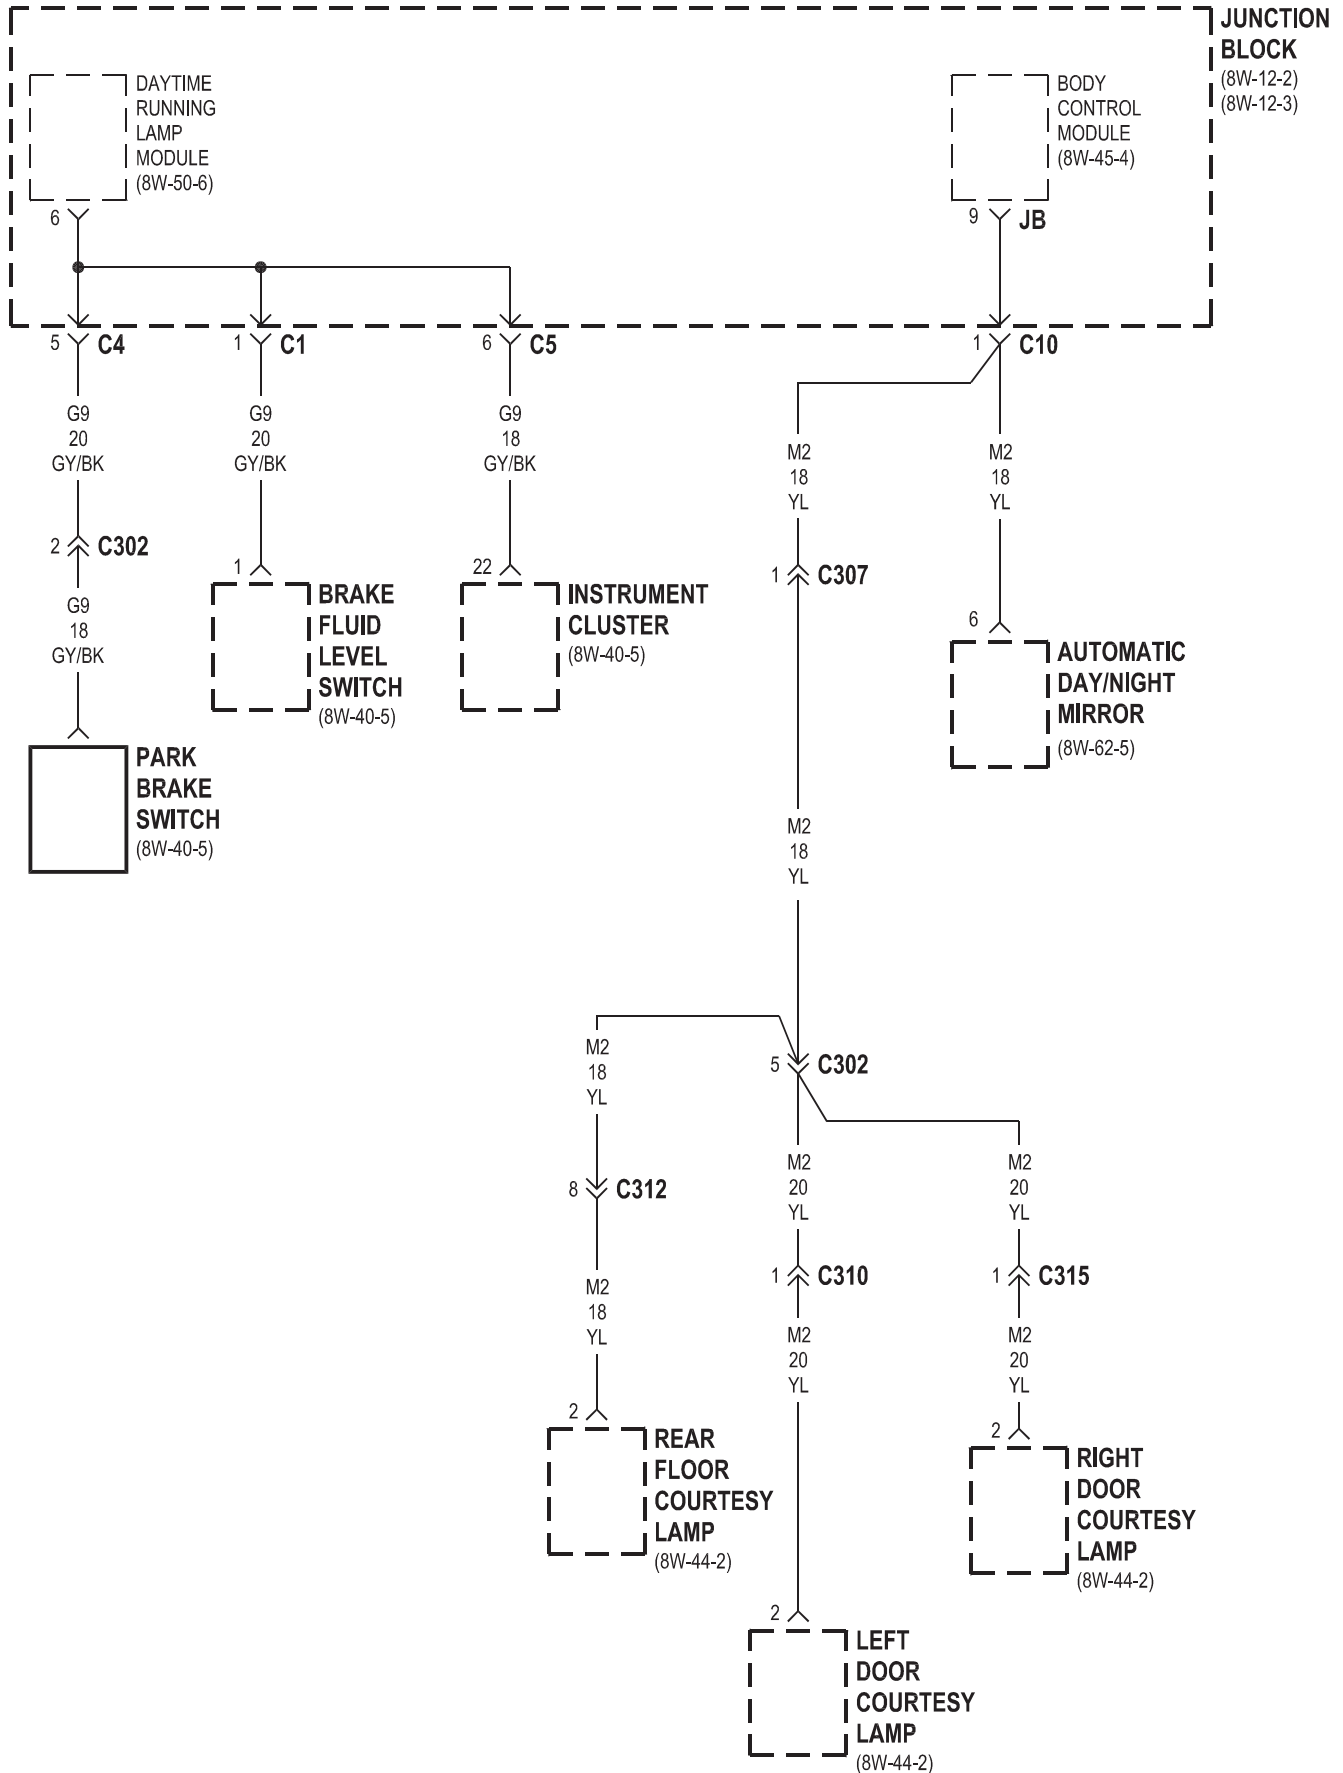 JUNCTION
BLOCK
(8W-12-2)
(8W-12-3)
DAYTIME
RUNNING
LAMP
MODULE
(8W-50-6)
BODY
CONTROL
MODULE
(8W-45-4)
6
9 JB
5 C4
1 C1
6 C5
1 C10
G9
20
GY/BK
G9
20
GY/BK
G9
18
GY/BK
M2
18
YL
M2
18
YL
2 C302
1
22
1 C307
G9
18
GY/BK
BRAKE
FLUID
LEVEL
SWITCH
(8W-40-5)
INSTRUMENT
CLUSTER
(8W-40-5)
6
AUTOMATIC
DAY/NIGHT
MIRROR
(8W-62-5)
PARK
BRAKE
SWITCH
(8W-40-5)
M2
18
YL
5 C302
M2
18
YL
8 C312
M2
20
YL
M2
20
YL
1 C310
1 C315
M2
18
YL
M2
20
YL
M2
20
YL
2
REAR
FLOOR
COURTESY
LAMP
(8W-44-2)
2
RIGHT
DOOR
COURTESY
LAMP
(8W-44-2)
2
LEFT
DOOR
COURTESY
LAMP
(8W-44-2)